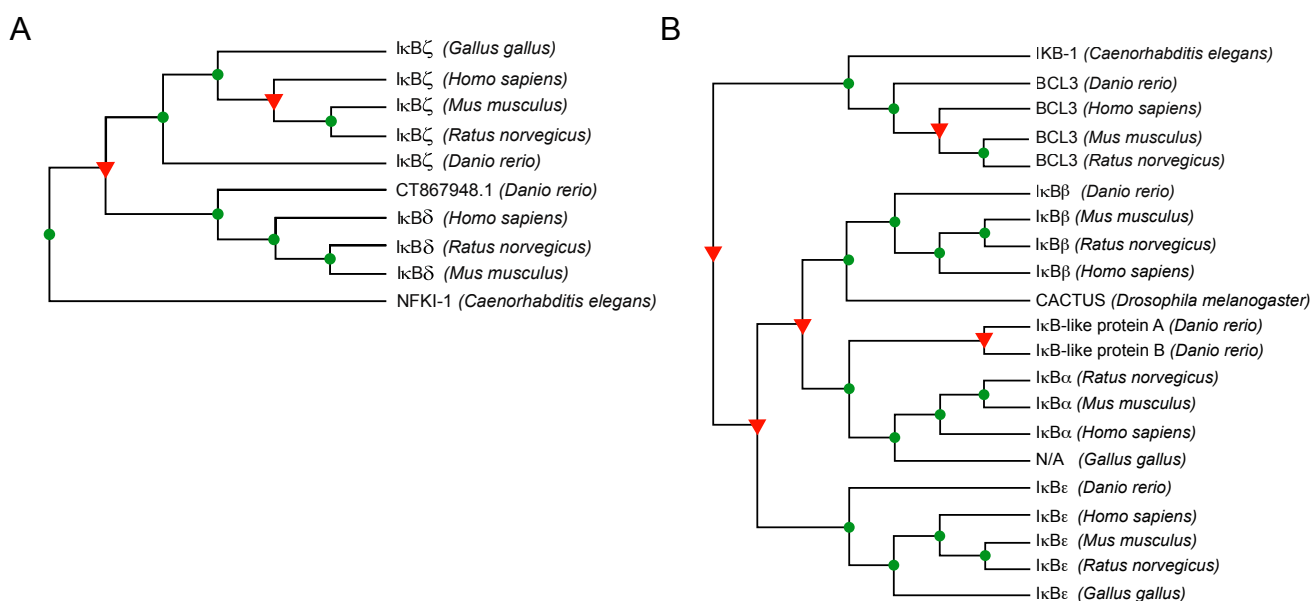 A
IκBζ (Gallus gallus)
IκBζ (Homo sapiens)
IκBζ (Mus musculus)
IκBζ (Ratus norvegicus)
IκBζ (Danio rerio)
CT867948.1 (Danio rerio)
IκBδ (Homo sapiens)
IκBδ (Ratus norvegicus)
IκBδ (Mus musculus)
NFKI-1 (Caenorhabditis elegans)
B
IKB-1 (Caenorhabditis elegans)
BCL3 (Danio rerio)
BCL3 (Homo sapiens)
BCL3 (Mus musculus)
BCL3 (Ratus norvegicus)
IκBβ (Danio rerio)
IκBβ (Mus musculus)
IκBβ (Ratus norvegicus)
IκBβ (Homo sapiens)
CACTUS (Drosophila melanogaster)
IκB-like protein A (Danio rerio)
IκB-like protein B (Danio rerio)
IκBα (Ratus norvegicus)
IκBα (Mus musculus)
IκBα (Homo sapiens)
N/A (Gallus gallus)
IκBε (Danio rerio)
IκBε (Homo sapiens)
IκBε (Mus musculus)
IκBε (Ratus norvegicus)
IκBε (Gallus gallus)